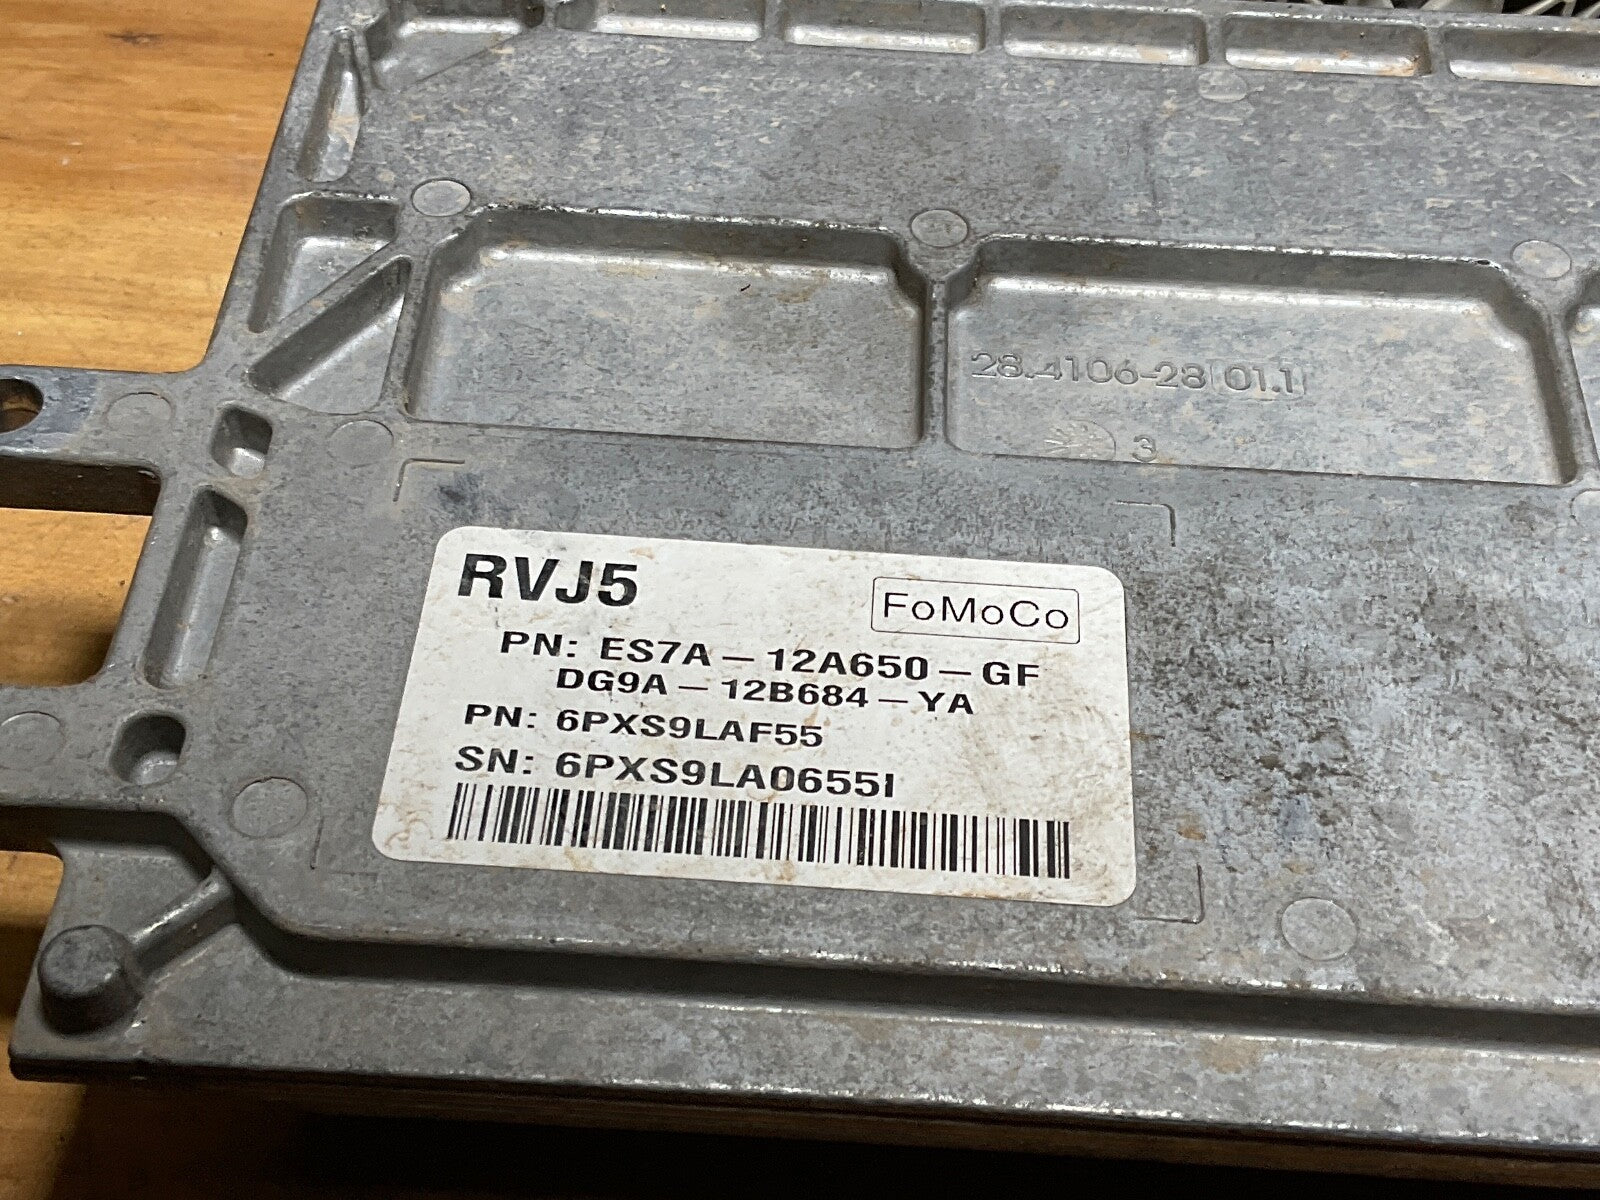 28.4106-28 01.1
3
RVJ5
FoMoCo
PN: ES7A-12A650-GF
DG9A-12B684-YA
PN: 6PXS9LAF55
SN: 6PXS9LA0655I